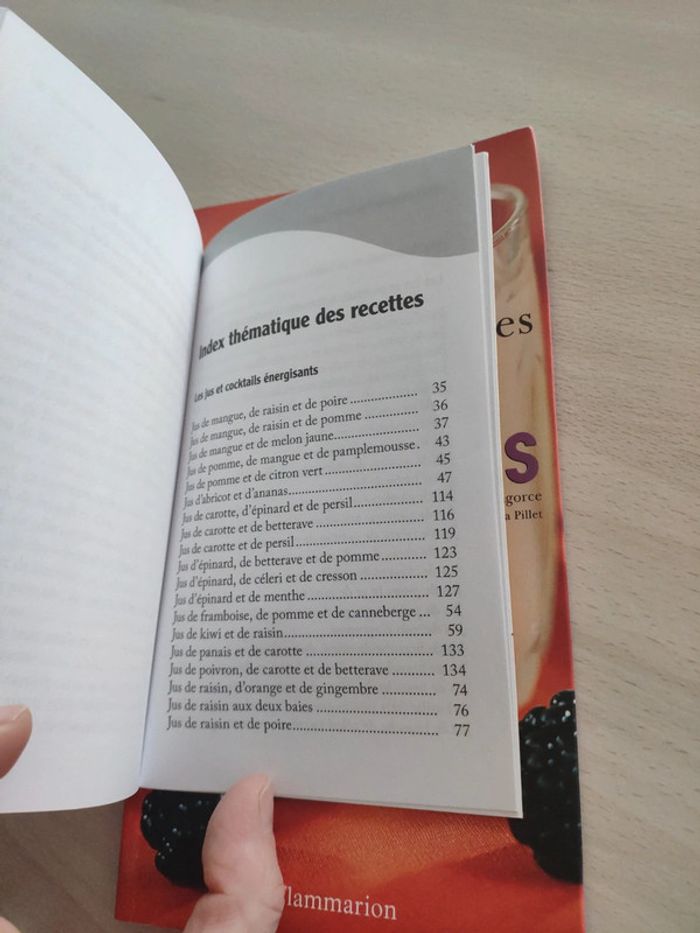 Index thématique des recettes
Les jus et cocktails énergisants
Jus de mangue, de raisin et de poire .................. 35
Jus de mangue, de raisin et de pomme .............. 36
Jus de mangue et de melon jaune...................... 37
Jus de pomme, de mangue et de pamplemousse. 43
Jus de pomme et de citron vert ......................... 45
Jus d'abricot et d'ananas.................................... 47
Jus de carotte, d'épinard et de persil................... 114
Jus de carotte et de betterave ............................ 116
Jus de carotte et de persil................................... 119
Jus d'épinard, de betterave et de pomme............ 123
Jus d'épinard, de céleri et de cresson .................. 125
Jus d'épinard et de menthe ................................ 127
Jus de framboise, de pomme et de canneberge ... 54
Jus de kiwi et de raisin....................................... 59
Jus de panais et de carotte ................................. 133
Jus de poivron, de carotte et de betterave ........... 134
Jus de raisin, d'orange et de gingembre .............. 74
Jus de raisin aux deux baies ............................... 76
Jus de raisin et de poire...................................... 77
es
s
gorce
a Pillet
lammarion